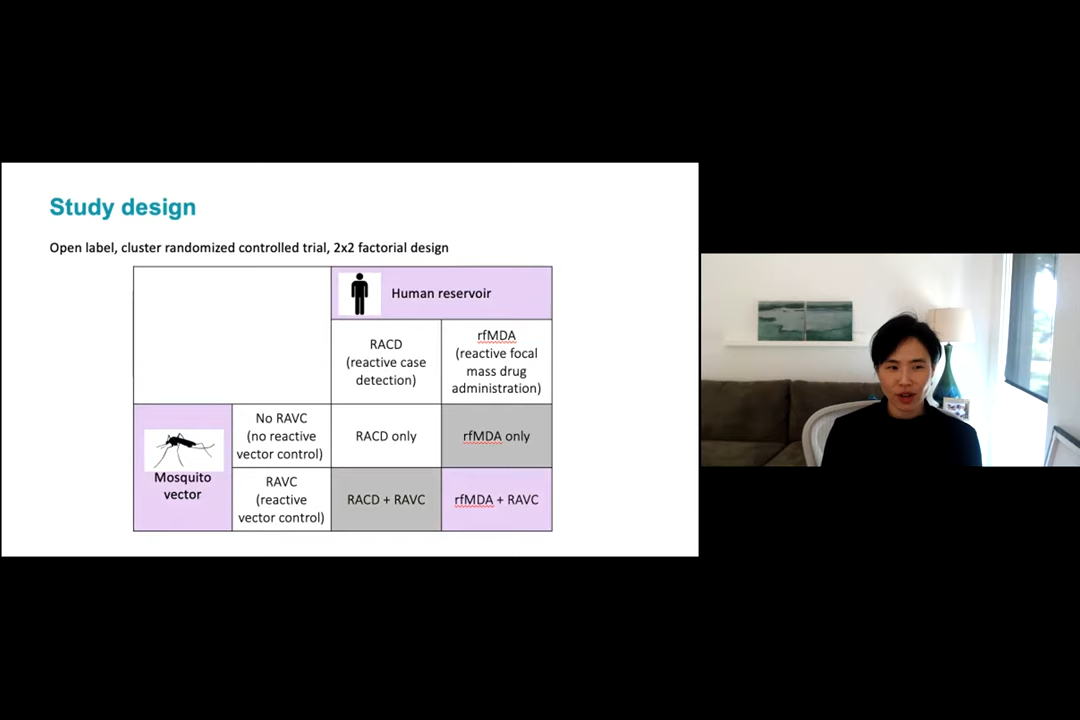 Study design
Open label, cluster randomized controlled trial, 2x2 factorial design
Human reservoir
RACD
(reactive case
detection)
rfMDA
(reactive focal
mass drug
administration)
Mosquito
vector
No RAVC
(no reactive
vector control)
RACD only
rfMDA only
RAVC
(reactive
vector control)
RACD + RAVC
rfMDA + RAVC